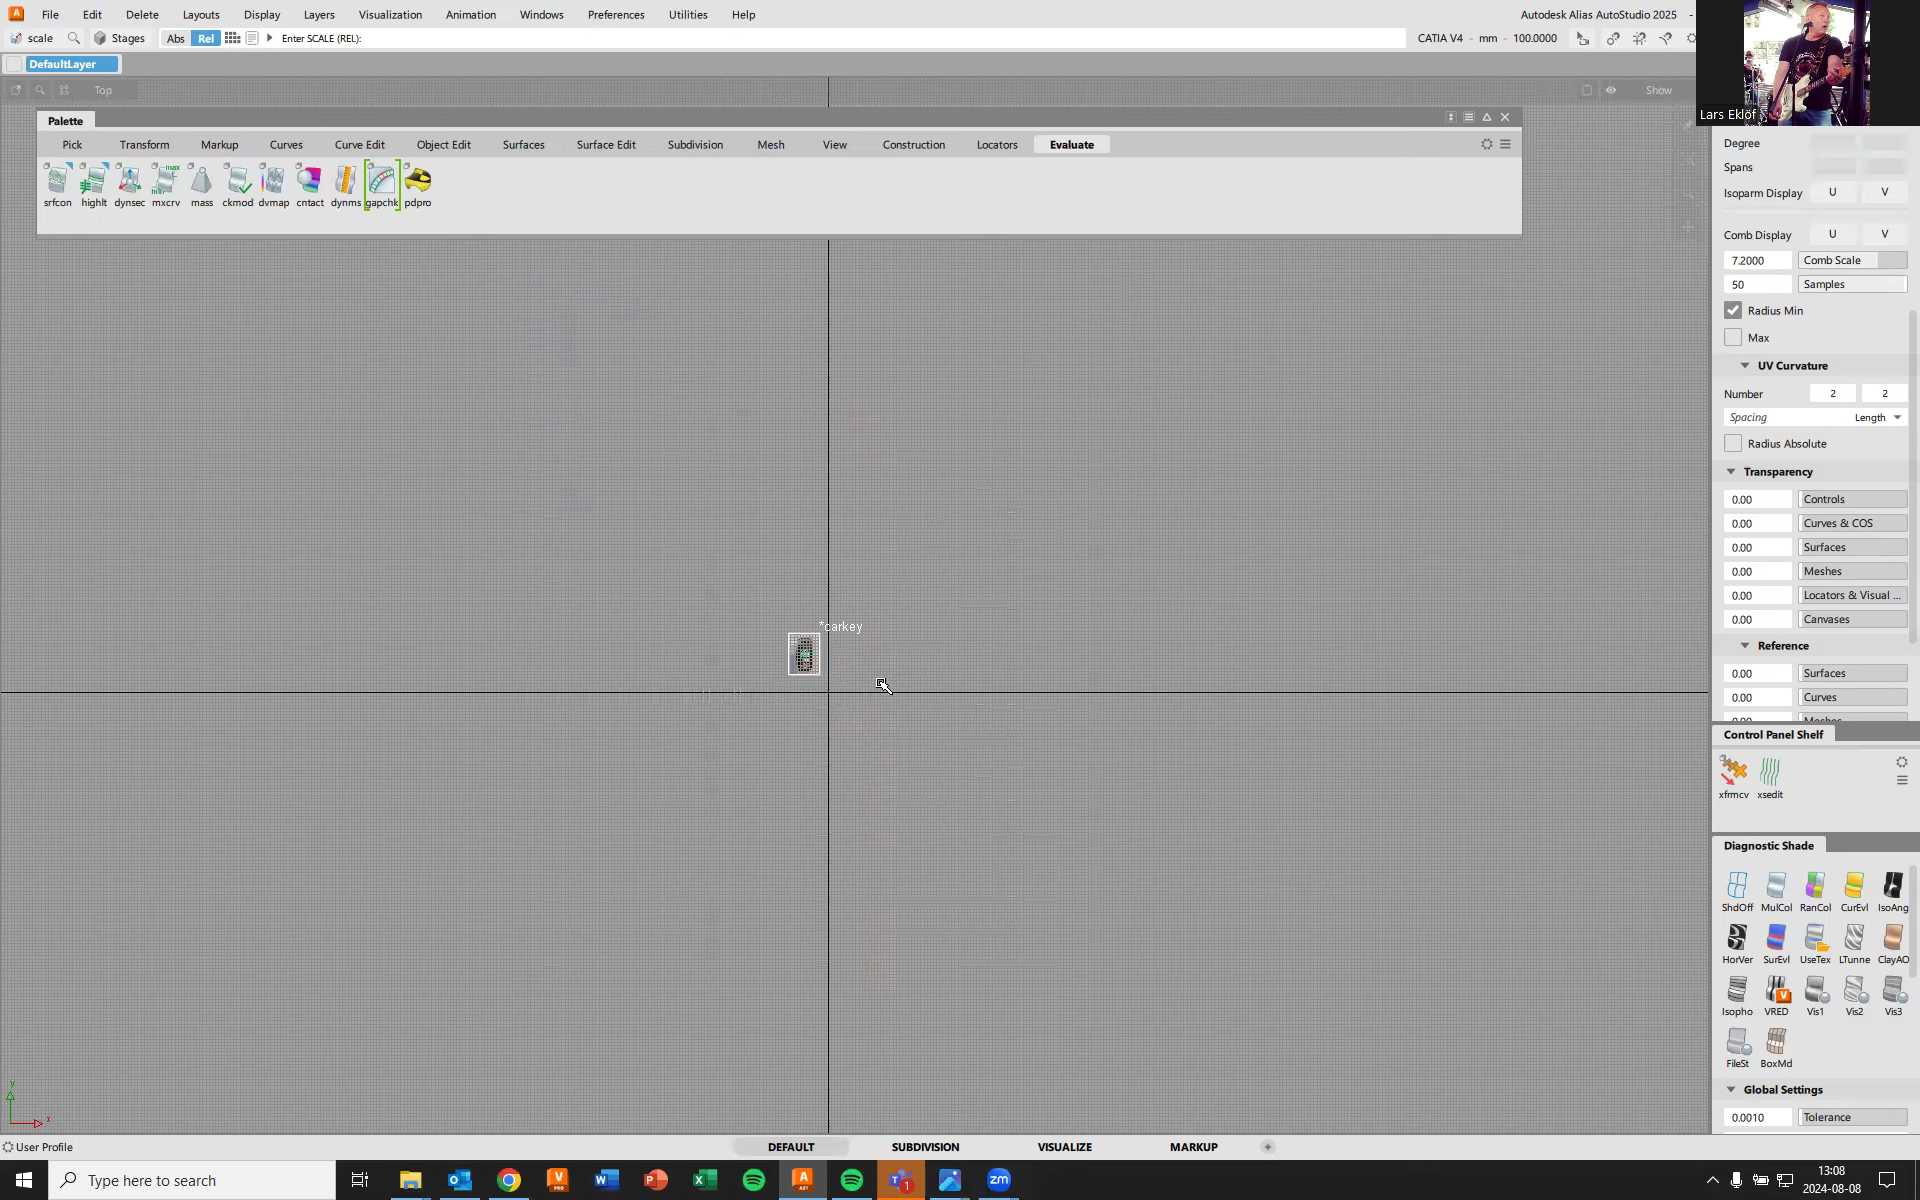 File Edit Delete Layouts Display Layers Visualization Animation Windows Preferences Utilities Help
Autodesk Alias AutoStudio 2025
scale Stages Abs Rel Enter SCALE (REL):
CATIA V4 - mm - 100.0000
DefaultLayer
Top
Show
Lars Eklöf
Palette
Pick Transform Markup Curves Curve Edit Object Edit Surfaces Surface Edit Subdivision Mesh View Construction Locators Evaluate
max
min
srfcon highlt dynsec mxcrv mass ckmod dvmap cntact dynms gapchk pdpro
*carkey
Degree
Spans
Isoparm Display U V
Comb Display U V
7.2000 Comb Scale
50 Samples
Radius Min
Max
UV Curvature
Number 2 2
Spacing Length
Radius Absolute
Transparency
0.00 Controls
0.00 Curves & COS
0.00 Surfaces
0.00 Meshes
0.00 Locators & Visual ...
0.00 Canvases
Reference
0.00 Surfaces
0.00 Curves
0.00 Meshes
Control Panel Shelf
xfrmcv xsedit
Diagnostic Shade
ShdOff MulCol RanCol CurEvl IsoAng
HorVer SurEvl UseTex LTunne ClayAO
Isopho VRED Vis1 Vis2 Vis3
FileSt BoxMd
Global Settings
0.0010 Tolerance
y
x
User Profile
DEFAULT SUBDIVISION VISUALIZE MARKUP
Type here to search
zm
13:08
2024-08-08